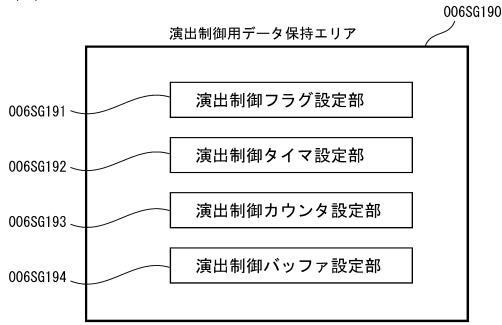 006SG190
演出制御用データ保持エリア
006SG191
演出制御フラグ設定部
006SG192
演出制御タイマ設定部
006SG193
演出制御カウンタ設定部
006SG194
演出制御バッファ設定部